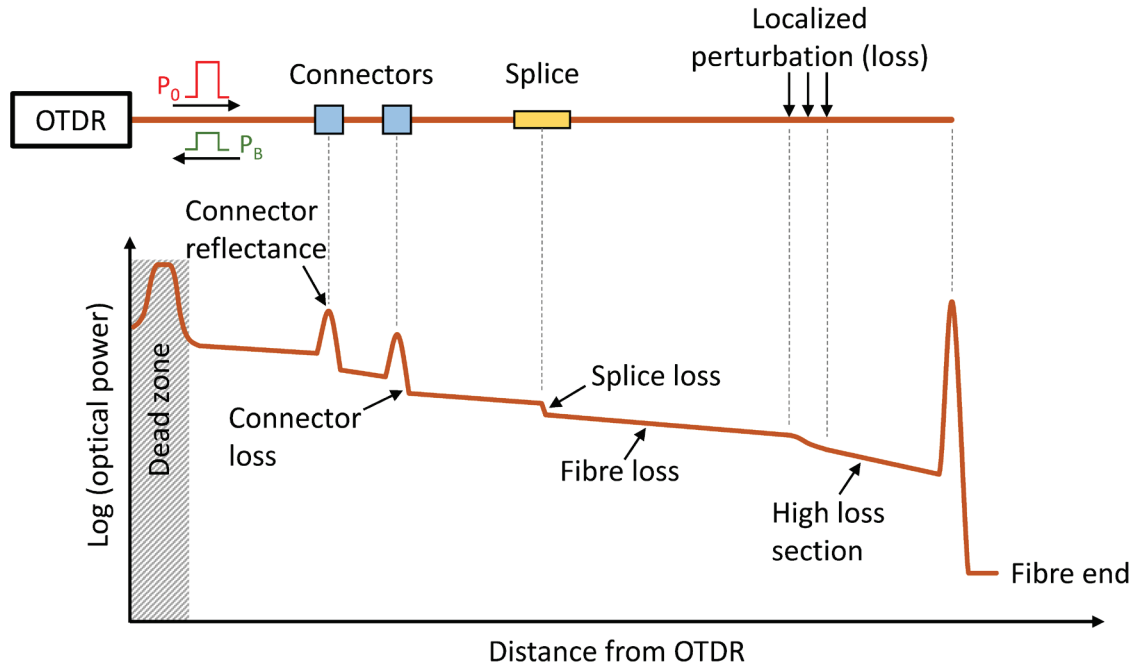 Localized
perturbation (loss)
Connectors
Splice
P0
OTDR
PB
Connector
reflectance
Log (optical power)
Dead zone
Connector
loss
Splice loss
Fibre loss
High loss
section
Fibre end
Distance from OTDR